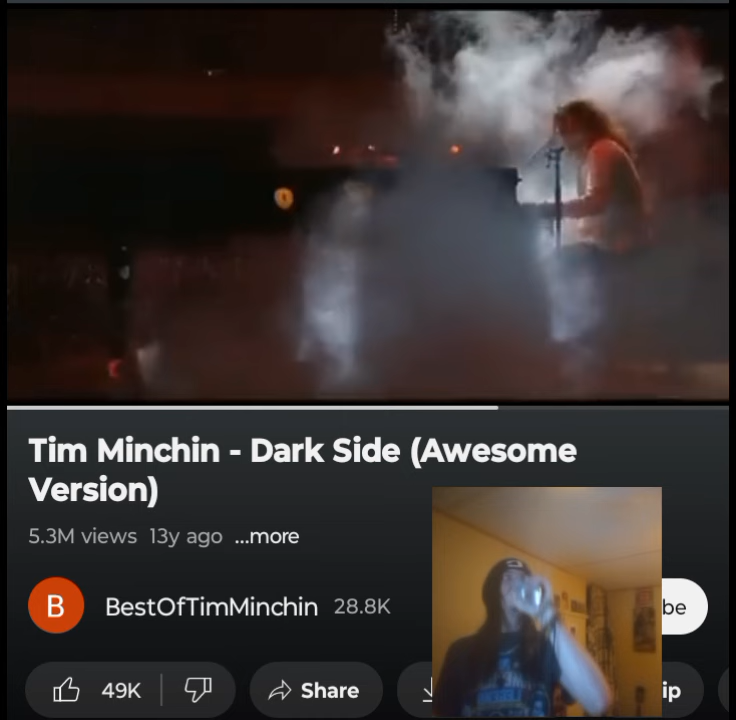 Tim Minchin - Dark Side (Awesome
Version)
5.3M views 13y ago ...more
B BestOfTimMinchin 28.8K be
49K Share ip